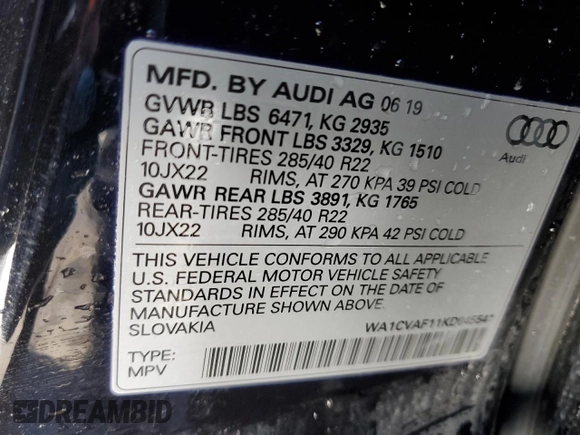 MFD. BY AUDI AG 06 19
GVWR LBS 6471, KG 2935
GAWR FRONT LBS 3329, KG 1510
FRONT-TIRES 285/40 R22
10JX22 RIMS, AT 270 KPA 39 PSI COLD
GAWR REAR LBS 3891, KG 1765
REAR-TIRES 285/40 R22
10JX22 RIMS, AT 290 KPA 42 PSI COLD
Audi
THIS VEHICLE CONFORMS TO ALL APPLICABLE
U.S. FEDERAL MOTOR VEHICLE SAFETY
STANDARDS IN EFFECT ON THE DATE OF
MANUFACTURE SHOWN ABOVE.
SLOVAKIA
TYPE:
MPV
DREAMBID